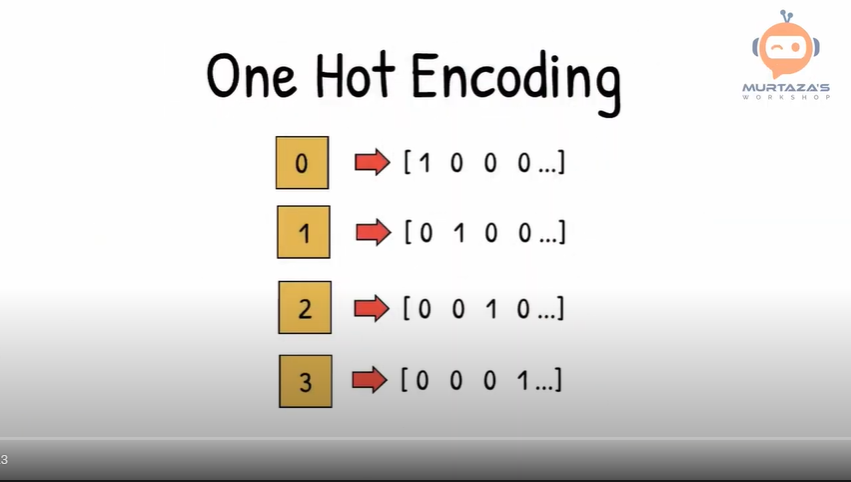 One Hot Encoding
MURTAZA'S
WORKSHOP
0 [1 0 0 0...]
1 [0 1 0 0...]
2 [0 0 1 0...]
3 [0 0 0 1...]
3